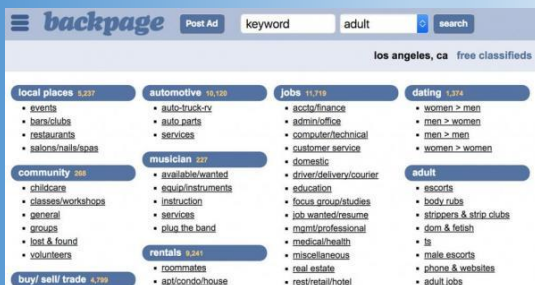 backpage
Post Ad
keyword
adult
search
los angeles, ca free classifieds
local places 5,237
• events
• bars/clubs
• restaurants
• salons/nails/spas
community 268
• childcare
• classes/workshops
• general
• groups
• lost & found
• volunteers
buy/ sell/ trade 4,799
automotive 10,120
• auto-truck-rv
• auto parts
• services
musician 227
• available/wanted
• equip/instruments
• instruction
• services
• plug the band
rentals 9,241
• roommates
• apt/condo/house
jobs 11,719
• acctg/finance
• admin/office
• computer/technical
• customer service
• domestic
• driver/delivery/courier
• education
• focus group/studies
• job wanted/resume
• mgmt/professional
• medical/health
• miscellaneous
• real estate
• rest/retail/hotel
dating 1,374
• women > men
• men > women
• men > men
• women > women
adult
• escorts
• body rubs
• strippers & strip clubs
• dom & fetish
• ts
• male escorts
• phone & websites
• adult jobs